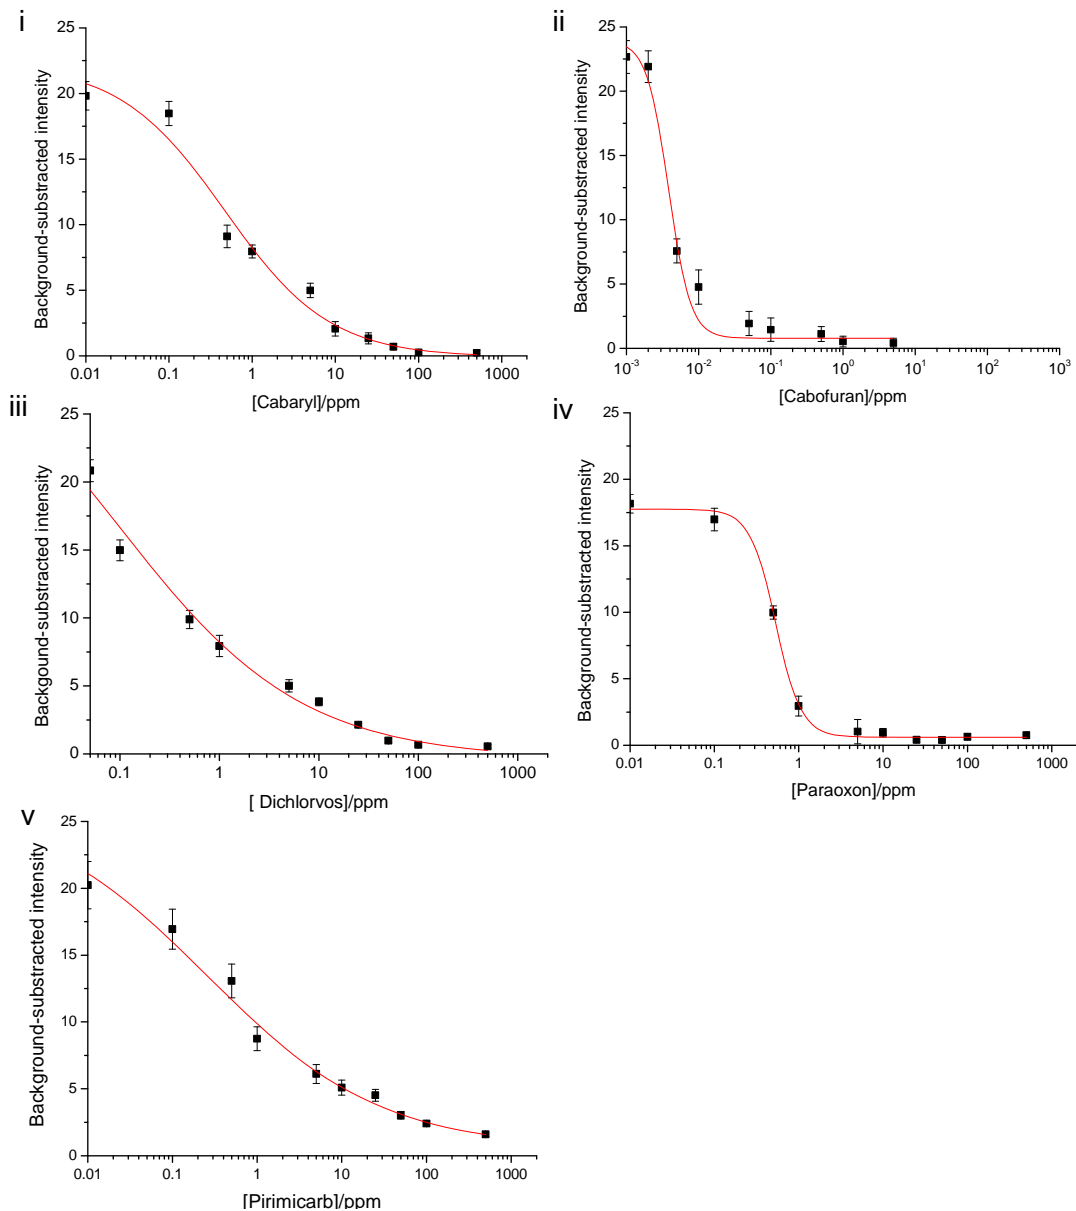 i
25
20
15
10
5
0
Background-substracted intensity
0.01 0.1 1 10 100 1000
[Cabaryl]/ppm
ii
25
20
15
10
5
0
Background-substracted intensity
10⁻³ 10⁻² 10⁻¹ 10⁰ 10¹ 10² 10³
[Cabofuran]/ppm
iii
25
20
15
10
5
0
Backgound-substracted intensity
0.1 1 10 100 1000
[ Dichlorvos]/ppm
iv
25
20
15
10
5
0
Background-substracted intensity
0.01 0.1 1 10 100 1000
[Paraoxon]/ppm
v
25
20
15
10
5
0
Background-substracted intensity
0.01 0.1 1 10 100 1000
[Pirimicarb]/ppm